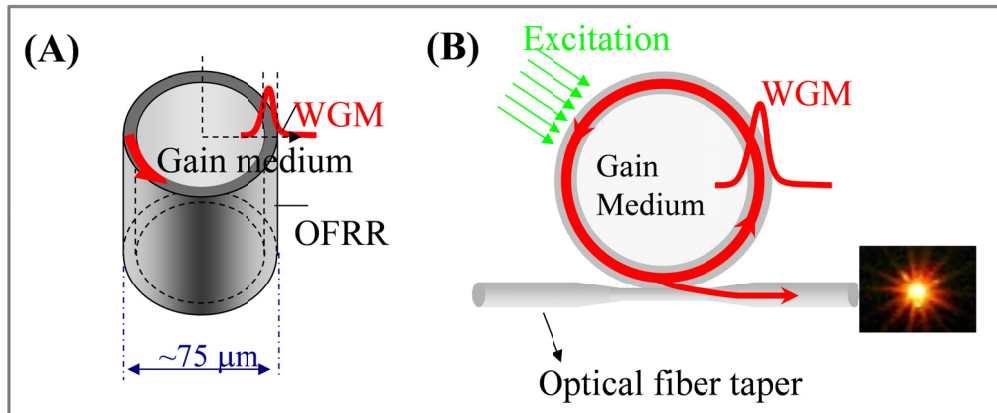 (A)
WGM
Gain medium
OFRR
~75 μm
(B)
Excitation
WGM
Gain
Medium
Optical fiber taper